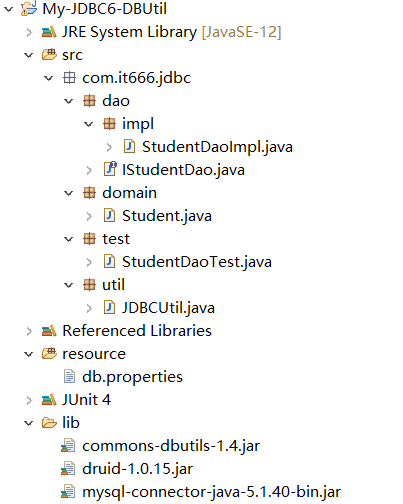 My-JDBC6-DBUtil
JRE System Library [JavaSE-12]
src
com.it666.jdbc
dao
impl
StudentDaoImpl.java
IStudentDao.java
domain
Student.java
test
StudentDaoTest.java
util
JDBCUtil.java
Referenced Libraries
resource
db.properties
JUnit 4
lib
commons-dbutils-1.4.jar
druid-1.0.15.jar
mysql-connector-java-5.1.40-bin.jar